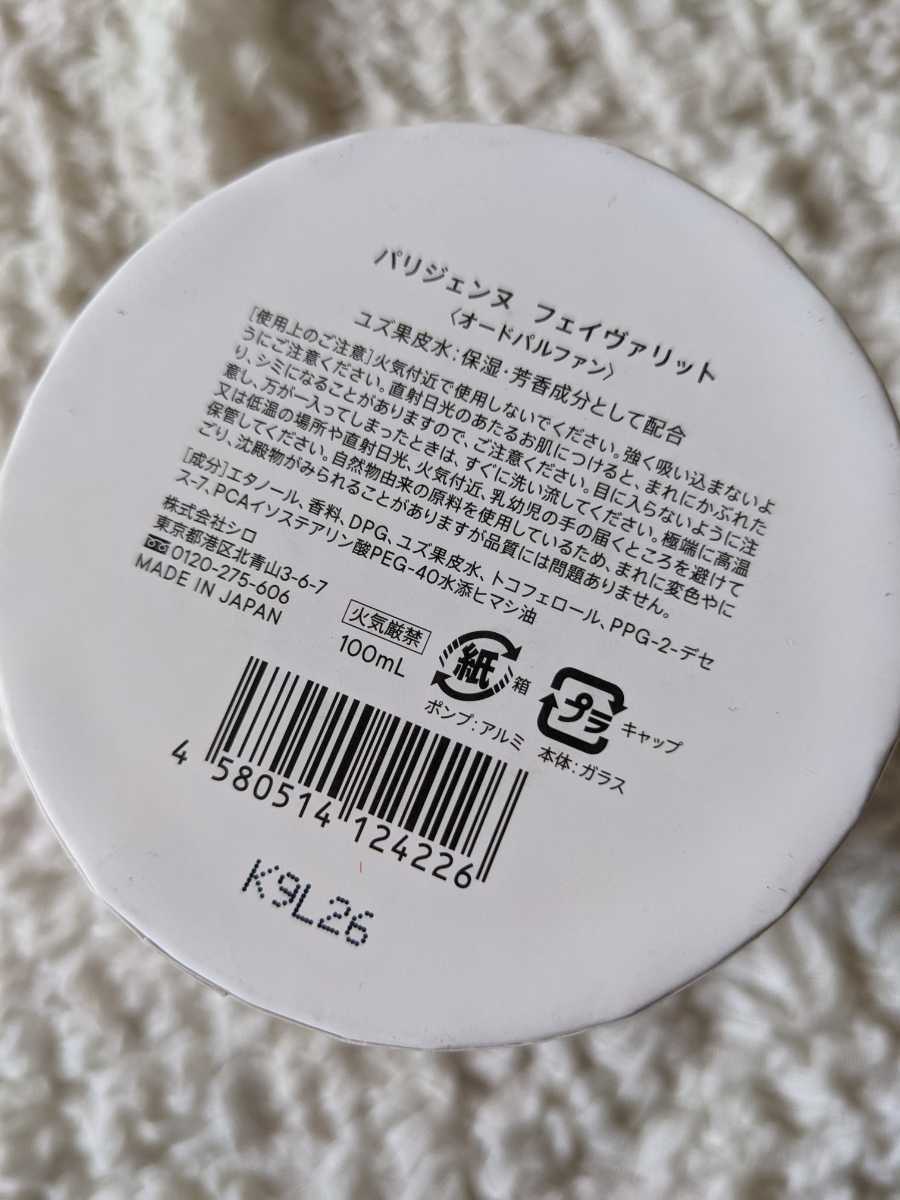 パリジェンヌ フェイヴァリット
〈オードパルファン〉
ユズ果皮水:保湿・芳香成分として配合
[使用上のご注意]火気付近で使用しないでください。強く吸い込まないよ
うにご注意ください。直射日光のあたるお肌につけると、まれにかぶれた
り、シミになることがありますので、ご注意ください。目に入らないように注
意し、万が一入ってしまったときは、すぐに洗い流してください。極端に高温
又は低温の場所や直射日光、火気付近、乳幼児の手の届くところを避けて
保管してください。自然物由来の原料を使用しているため、まれに変色やに
ごり、沈殿物がみられることがありますが品質には問題ありません。
[成分]エタノール、香料、DPG、ユズ果皮水、トコフェロール、PPG-2-デセ
ス-7、PCAイソステアリン酸PEG-40水添ヒマシ油
株式会社シロ
東京都港区北青山3-6-7
0120-275-606
MADE IN JAPAN
火気厳禁
100mL
紙 箱
プラ キャップ
ポンプ:アルミ 本体:ガラス
4 580514 124226
K9L26